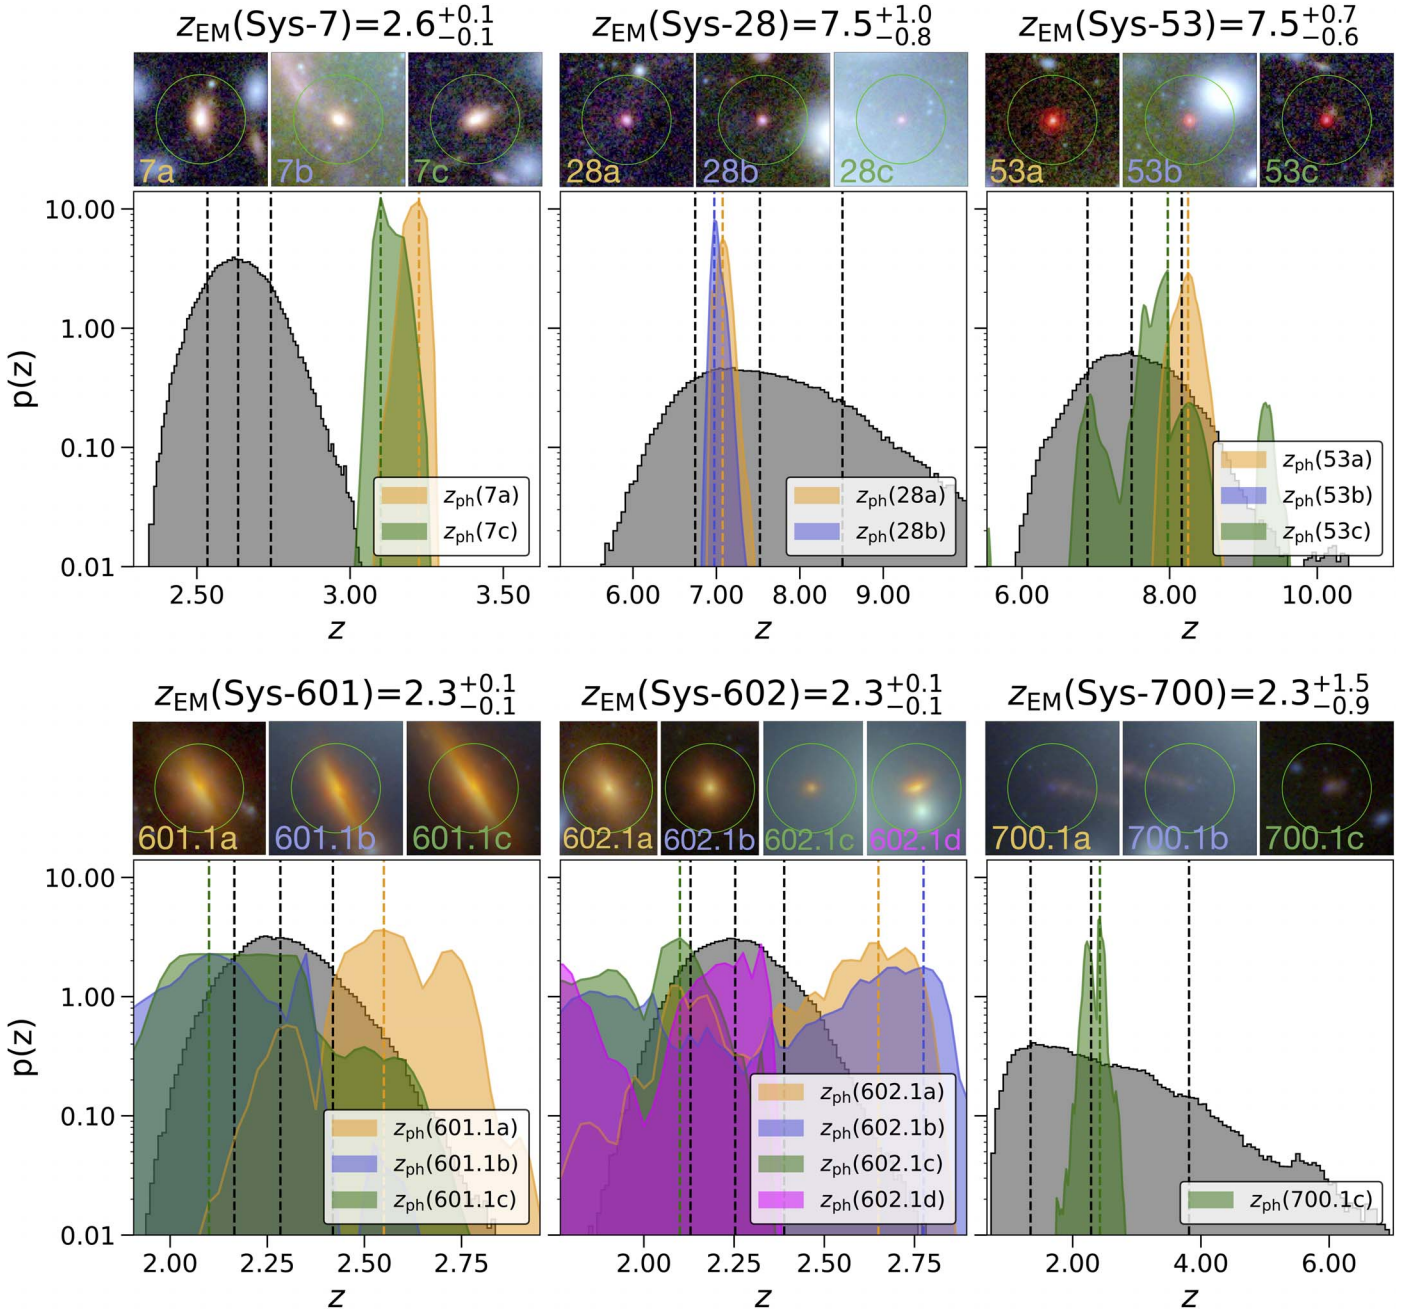 z_EM(Sys-7)=2.6^{+0.1}_{-0.1}
z_EM(Sys-28)=7.5^{+1.0}_{-0.8}
z_EM(Sys-53)=7.5^{+0.7}_{-0.6}
7a 7b 7c
28a 28b 28c
53a 53b 53c
10.00
1.00
0.10
0.01
p(z)
z_ph(7a)
z_ph(7c)
z_ph(28a)
z_ph(28b)
z_ph(53a)
z_ph(53b)
z_ph(53c)
2.50 3.00 3.50
6.00 7.00 8.00 9.00
6.00 8.00 10.00
z z z
z_EM(Sys-601)=2.3^{+0.1}_{-0.1}
z_EM(Sys-602)=2.3^{+0.1}_{-0.1}
z_EM(Sys-700)=2.3^{+1.5}_{-0.9}
601.1a 601.1b 601.1c
602.1a 602.1b 602.1c 602.1d
700.1a 700.1b 700.1c
10.00
1.00
0.10
0.01
p(z)
z_ph(601.1a)
z_ph(601.1b)
z_ph(601.1c)
z_ph(602.1a)
z_ph(602.1b)
z_ph(602.1c)
z_ph(602.1d)
z_ph(700.1c)
2.00 2.25 2.50 2.75
2.00 2.25 2.50 2.75
2.00 4.00 6.00
z z z